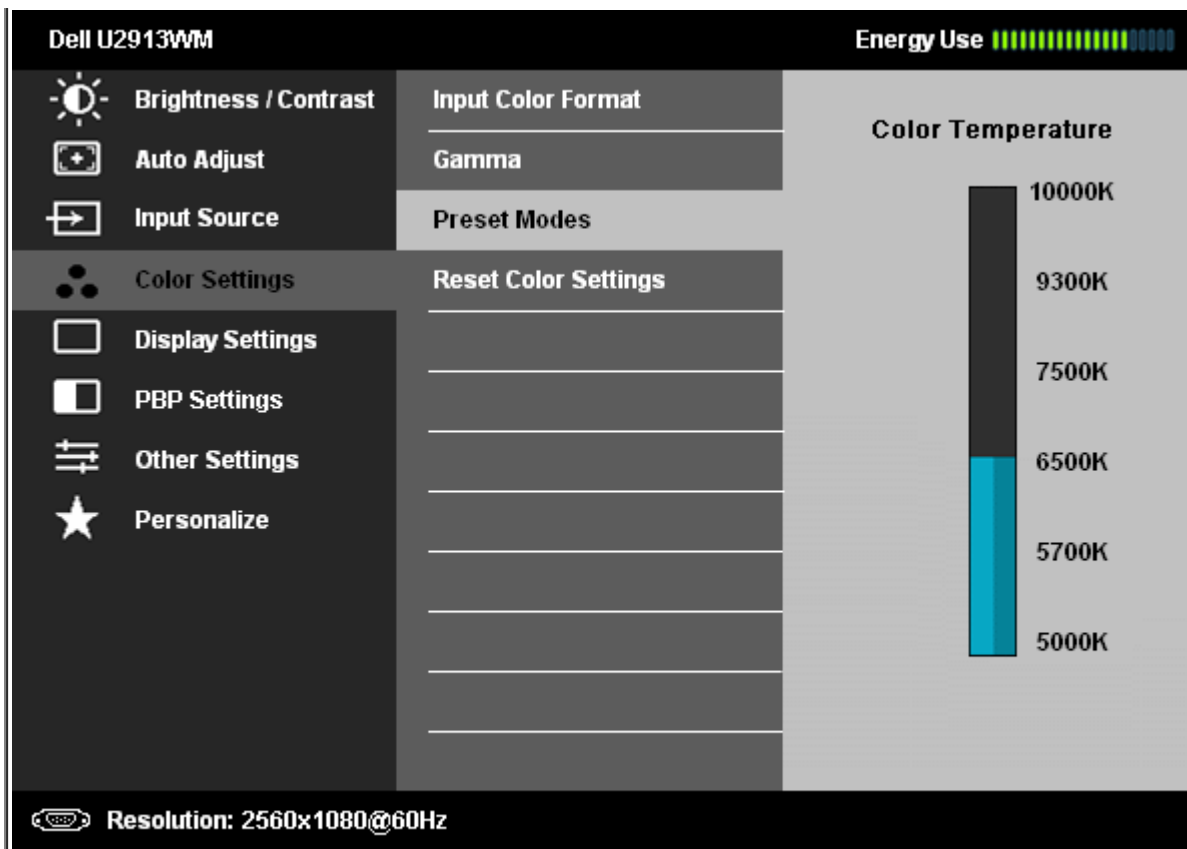 Dell U2913WM
Energy Use
Brightness / Contrast
Auto Adjust
Input Source
Color Settings
Display Settings
PBP Settings
Other Settings
Personalize
Input Color Format
Gamma
Preset Modes
Reset Color Settings
Color Temperature
10000K
9300K
7500K
6500K
5700K
5000K
Resolution: 2560x1080@60Hz